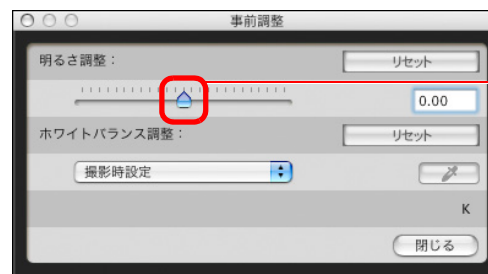 事前調整
明るさ調整： リセット
0.00
ホワイトバランス調整： リセット
撮影時設定
K
閉じる